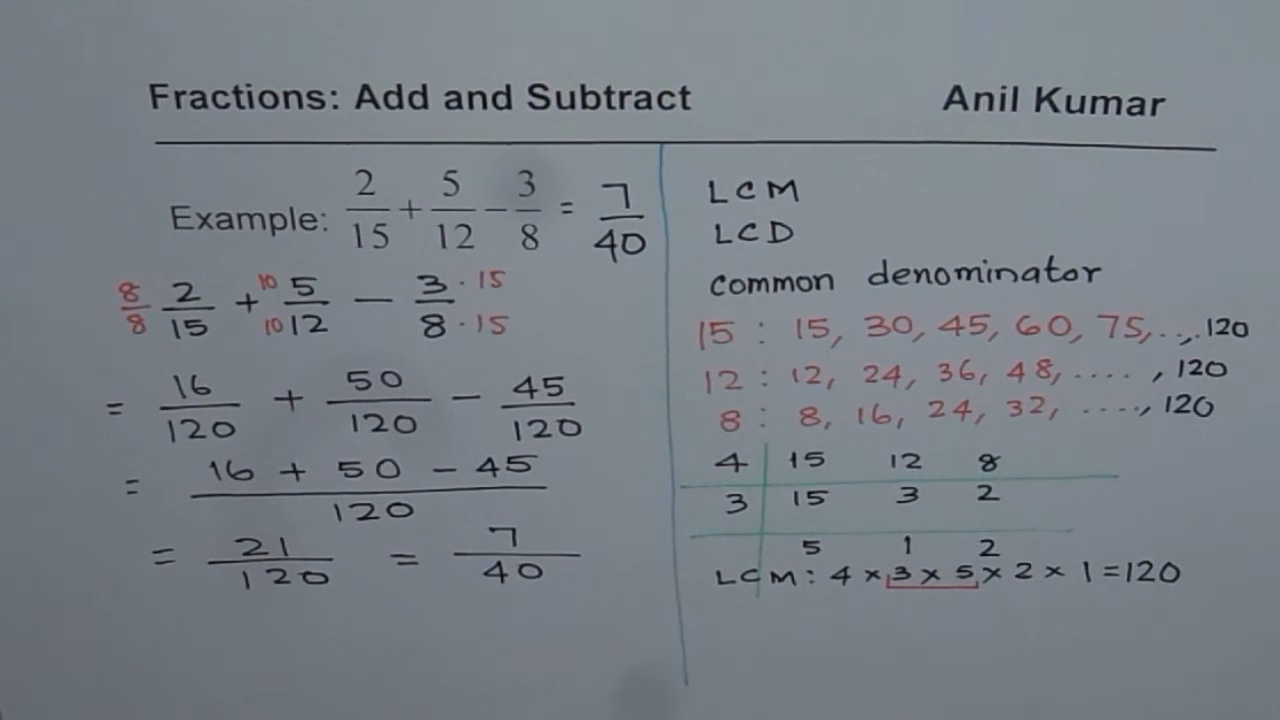 Fractions: Add and Subtract    Anil Kumar
Example: 2/15 + 5/12 − 3/8 = 7/40
8/8 2/15 + 10/10 5/12 − 3/8 · 15/· 15
= 16/120 + 50/120 − 45/120
= (16 + 50 − 45)/120
= 21/120 = 7/40
LCM
LCD
common denominator
15 : 15, 30, 45, 60, 75, ..., 120
12 : 12, 24, 36, 48, ...., 120
8 : 8, 16, 24, 32, ...., 120
4 | 15 12 8
3 | 15 3 2
5 1 2
LCM : 4 × 3 × 5 × 2 × 1 = 120